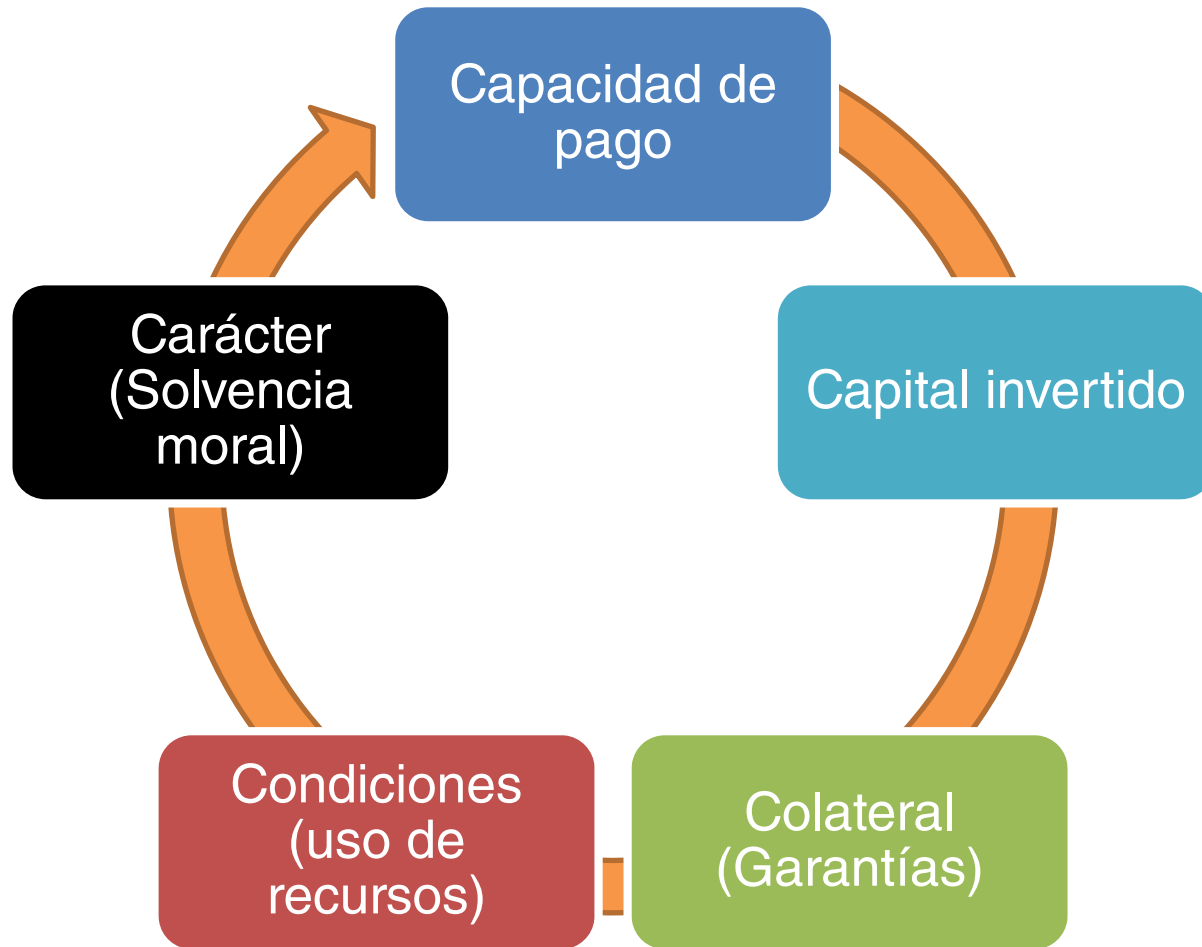 Capacidad de
pago
Capital invertido
Colateral
(Garantías)
Condiciones
(uso de
recursos)
Carácter
(Solvencia
moral)